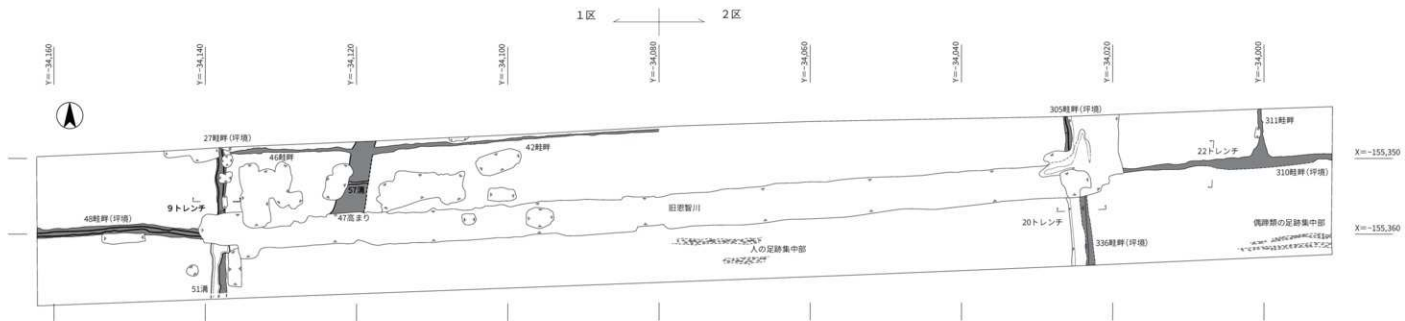 1区 2区
Y=-34,160
Y=-34,140
Y=-34,120
Y=-34,100
Y=-34,080
Y=-34,060
Y=-34,040
Y=-34,020
Y=-34,000
27畦畔(坪境)
46畦畔
42畦畔
305畦畔(坪境)
311畦畔
22トレンチ
X=-155,350
310畦畔(坪境)
57溝
9トレンチ
47高まり
旧恩智川
20トレンチ
48畦畔(坪境)
偶蹄類の足跡集中部
X=-155,360
336畦畔(坪境)
人の足跡集中部
51溝